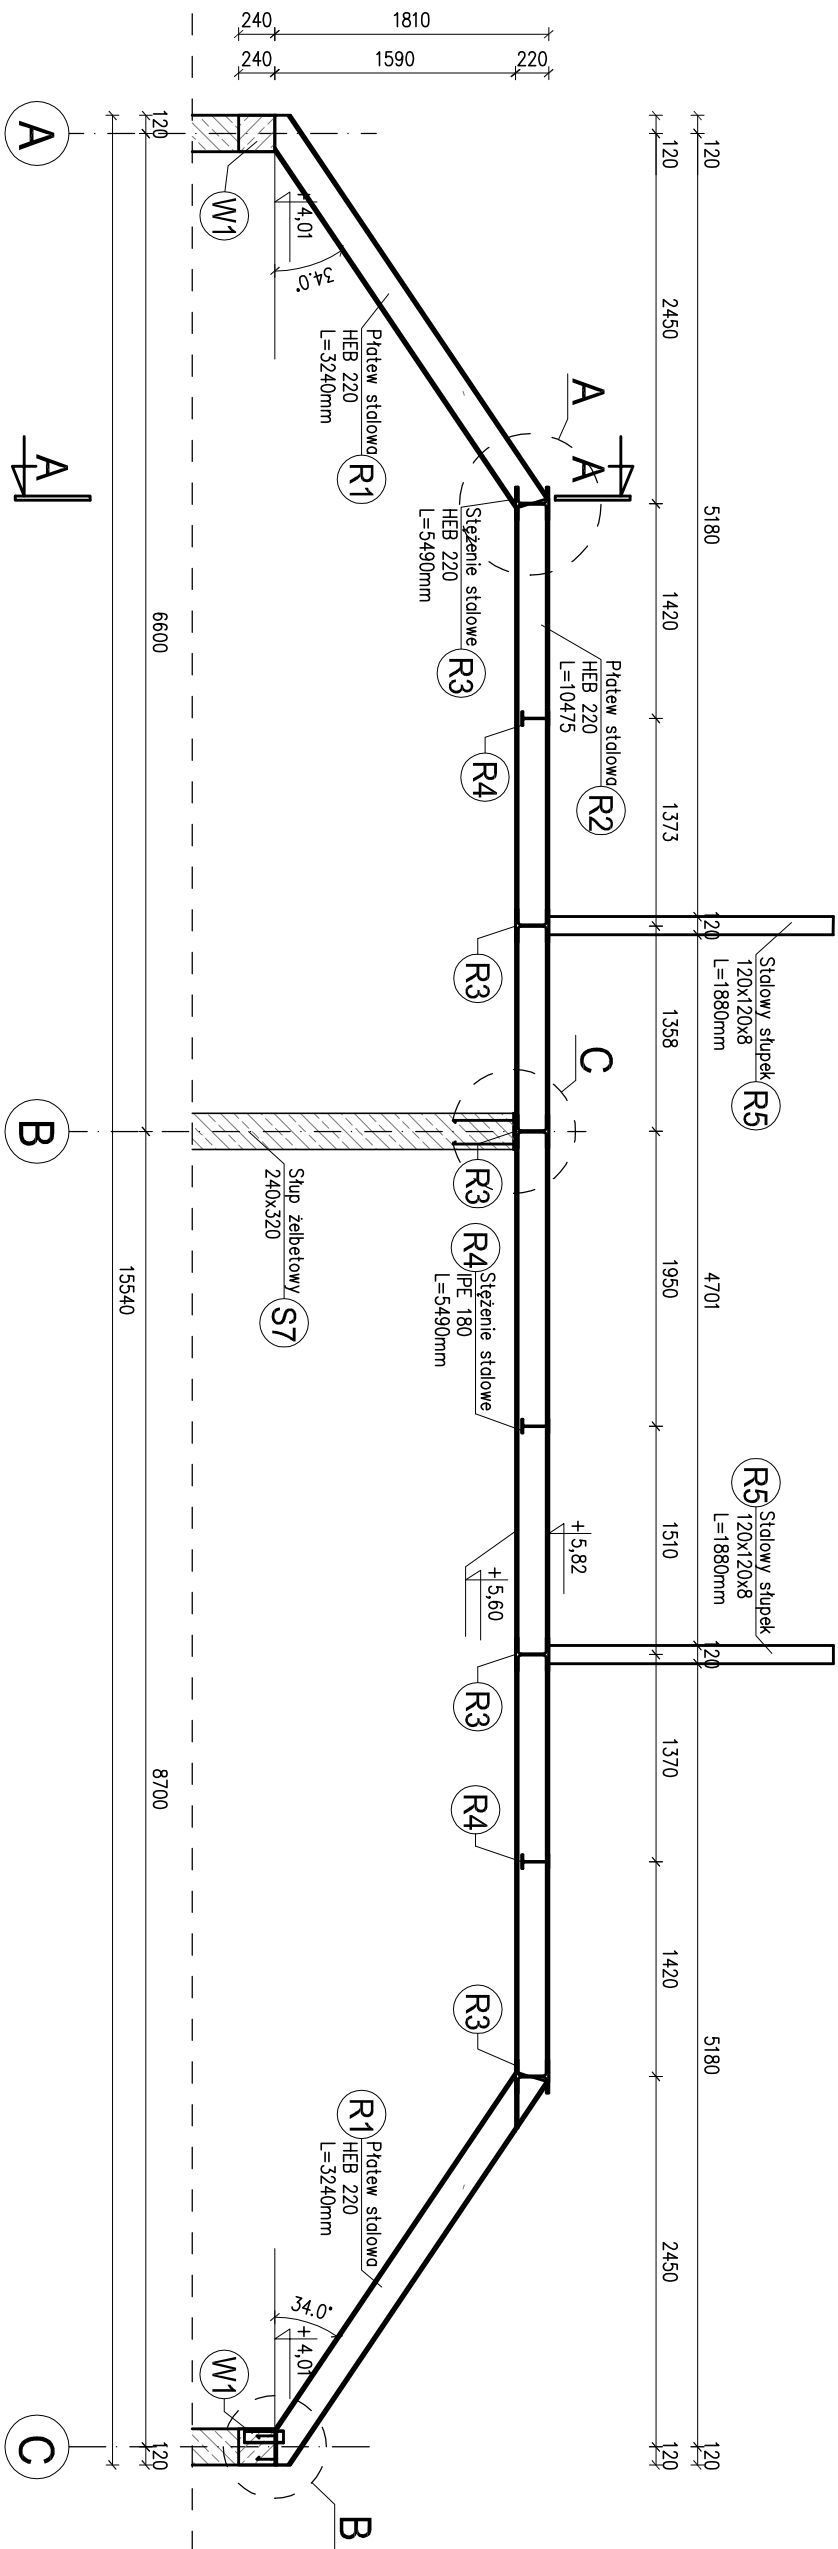 240
1810
240
1590
220
120
2450
5180
1420
1373
120
1358
1950
4701
1510
120
1370
1420
5180
2450
120
120
120
A
A
A
A
W1
+4,01
34.0°
Płatew stalowa
HEB 220
L=3240mm
R1
Stężenie stalowe
HEB 220
L=5490mm
R3
Płatew stalowa
HEB 220
L=10475
R2
R4
R3
Stalowy słupek
120x120x8
L=1880mm
R5
C
R3
R4
Stężenie stalowe
IPE 180
L=5490mm
Słup żelbetowy
240x320
S7
B
R5
Stalowy słupek
120x120x8
L=1880mm
+5,82
+5,60
R3
R4
R3
R1
Płatew stalowa
HEB 220
L=3240mm
34.0°
+4,01
W1
B
C
120
6600
8700
120
15540